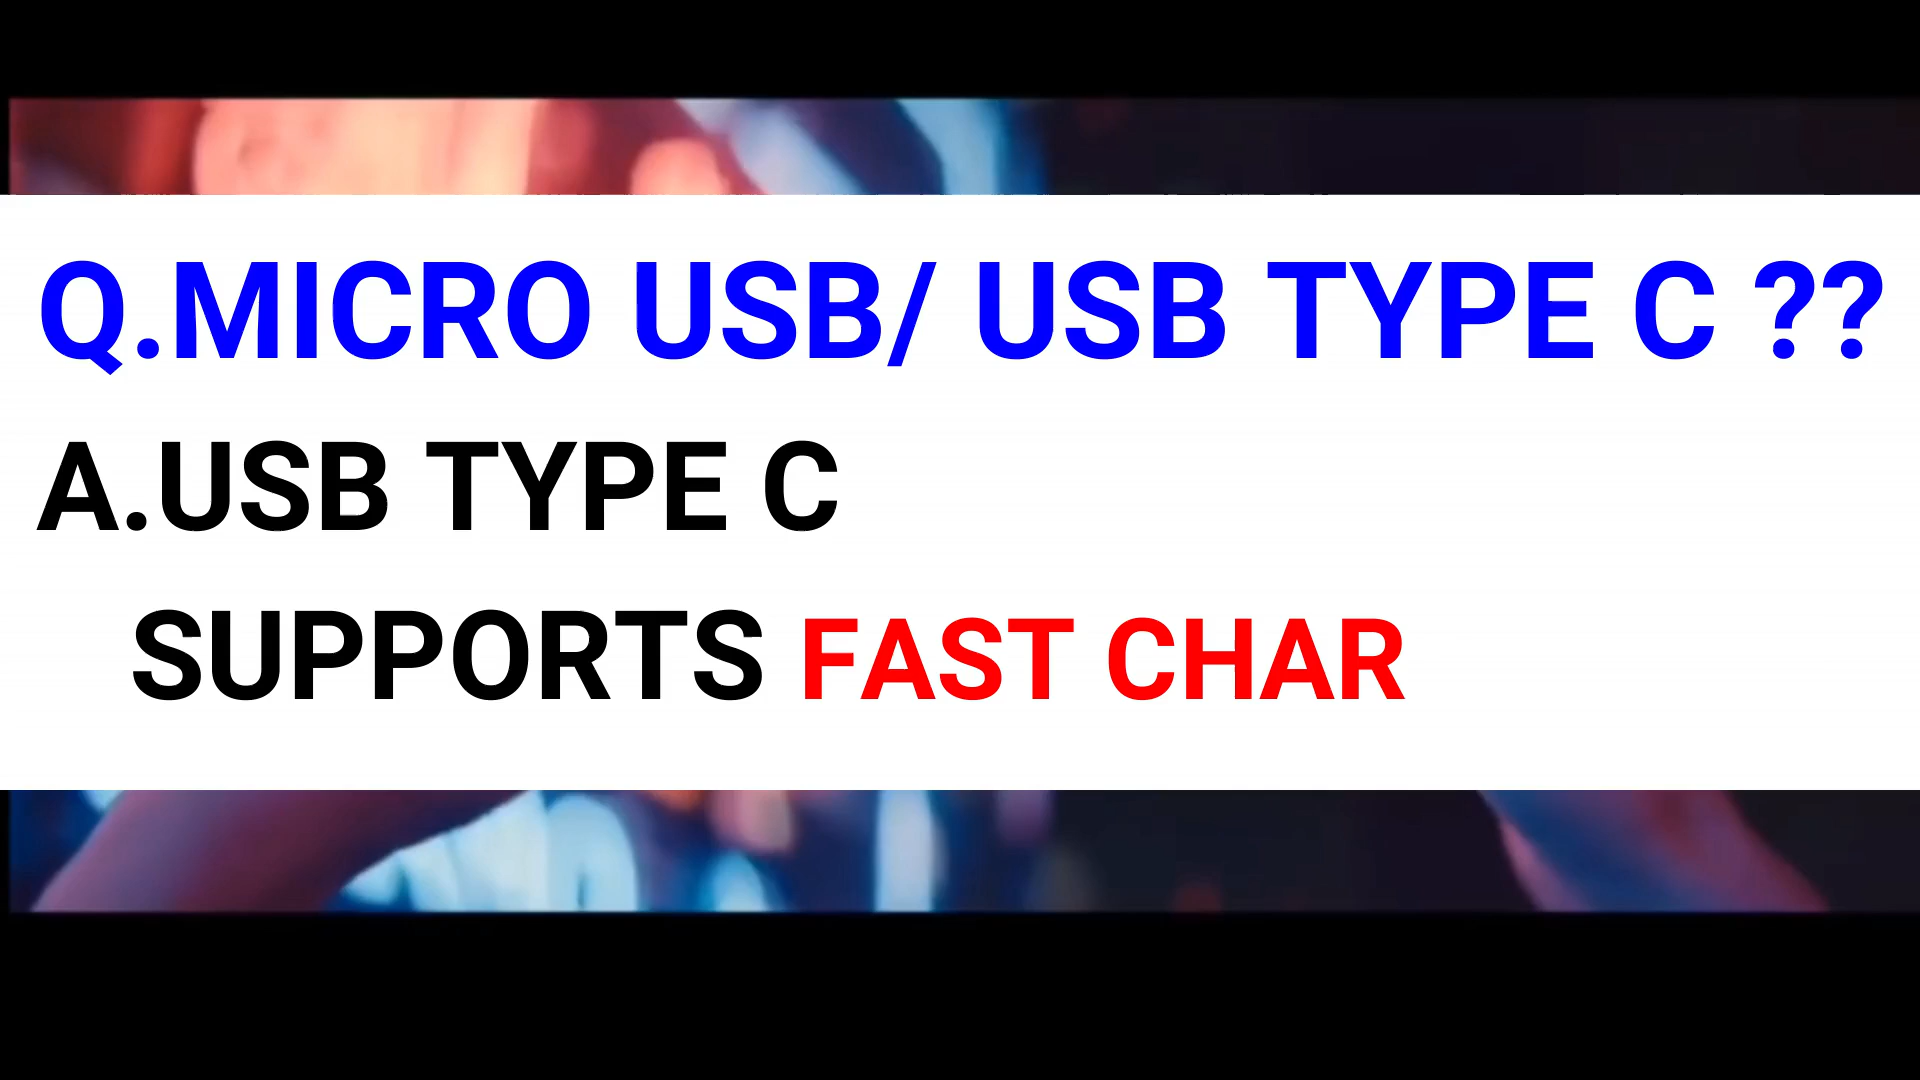 Q.MICRO USB/ USB TYPE C ??
A.USB TYPE C
SUPPORTS FAST CHAR